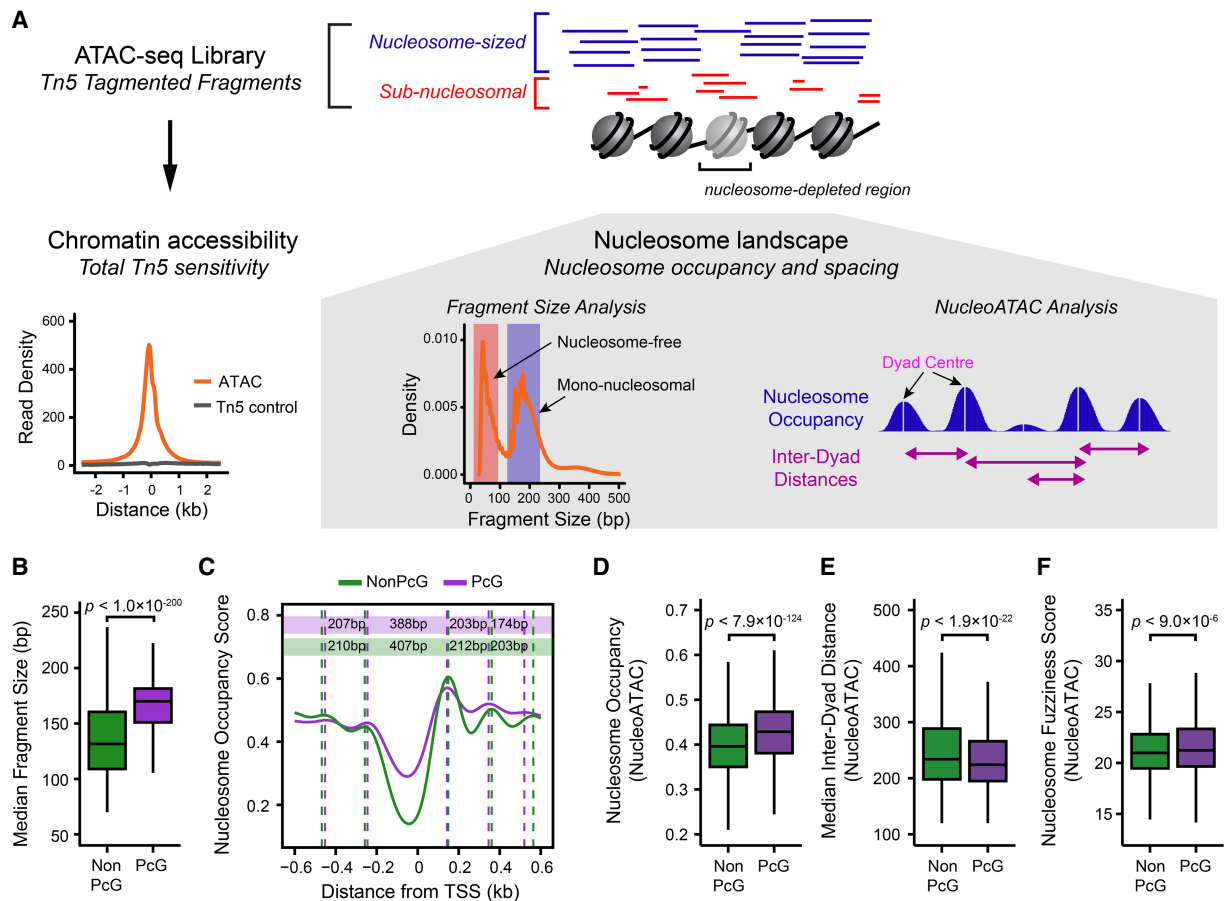 A
ATAC-seq Library
Tn5 Tagmented Fragments
Nucleosome-sized
Sub-nucleosomal
nucleosome-depleted region
Chromatin accessibility
Total Tn5 sensitivity
Read Density
600
400
200
0
-2
-1
0
1
2
Distance (kb)
ATAC
Tn5 control
Nucleosome landscape
Nucleosome occupancy and spacing
Fragment Size Analysis
Density
0.010
0.005
0.000
0
100
200
300
400
500
Fragment Size (bp)
Nucleosome-free
Mono-nucleosomal
NucleoATAC Analysis
Dyad Centre
Nucleosome
Occupancy
Inter-Dyad
Distances
B
Median Fragment Size (bp)
p < 1.0×10-200
250
200
150
100
50
Non
PcG
PcG
C
NonPcG
PcG
Nucleosome Occupancy Score
0.8
0.6
0.4
0.2
207bp
388bp
203bp
174bp
210bp
407bp
212bp
203bp
−0.6
−0.4
−0.2
0
0.2
0.4
0.6
Distance from TSS (kb)
D
Nucleosome Occupancy
(NucleoATAC)
p < 7.9×10-124
0.7
0.6
0.5
0.4
0.3
0.2
Non
PcG
PcG
E
Median Inter-Dyad Distance
(NucleoATAC)
p < 1.9×10-22
500
400
300
200
100
Non
PcG
PcG
F
Nucleosome Fuzziness Score
(NucleoATAC)
p < 9.0×10-6
35
30
25
20
15
Non
PcG
PcG